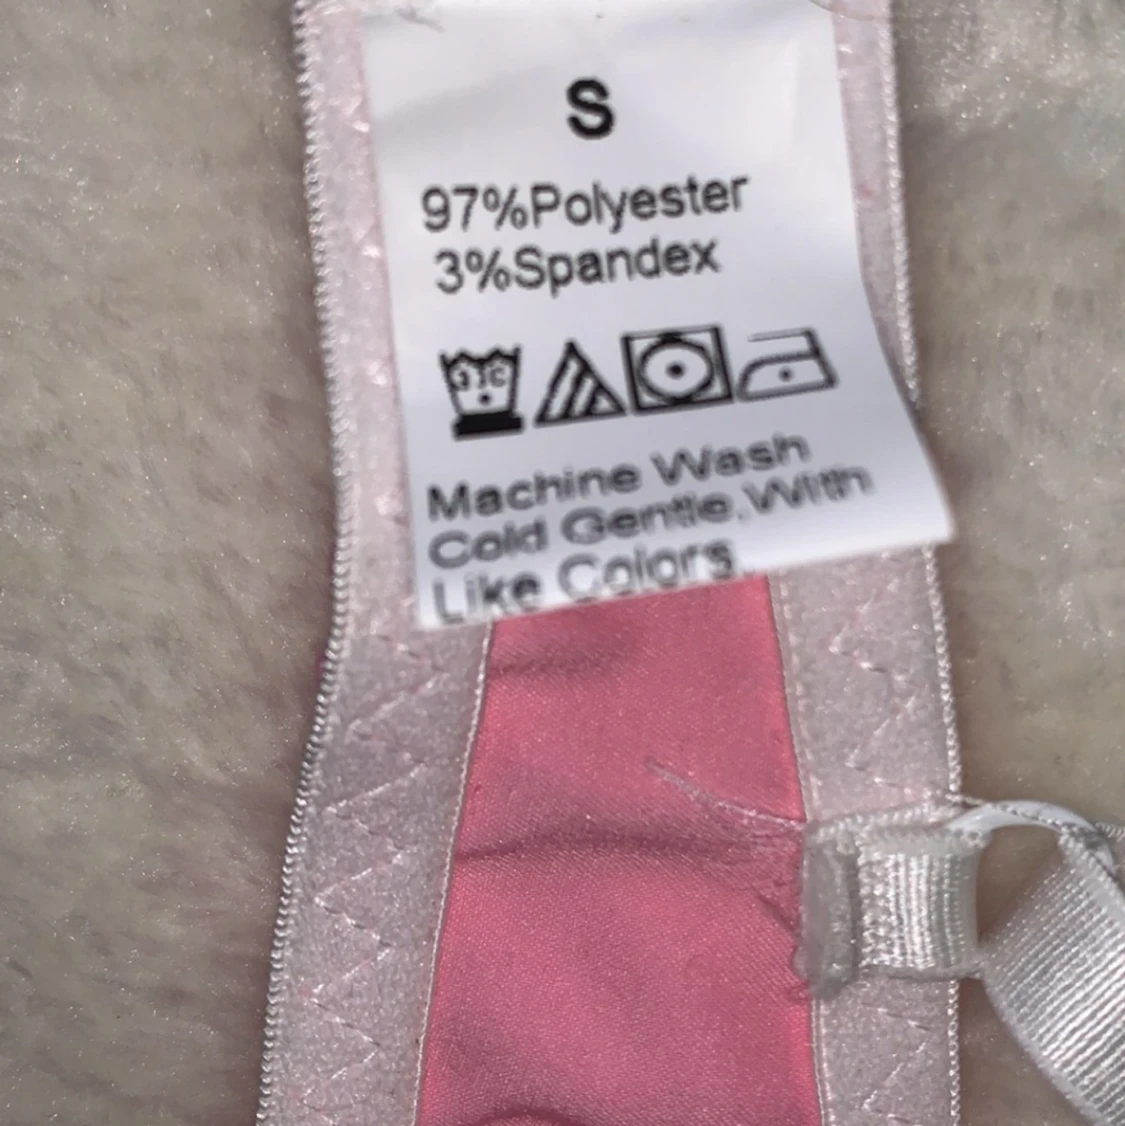 S
97%Polyester
3%Spandex
Machine Wash
Cold Gentle.With
Like Colors.